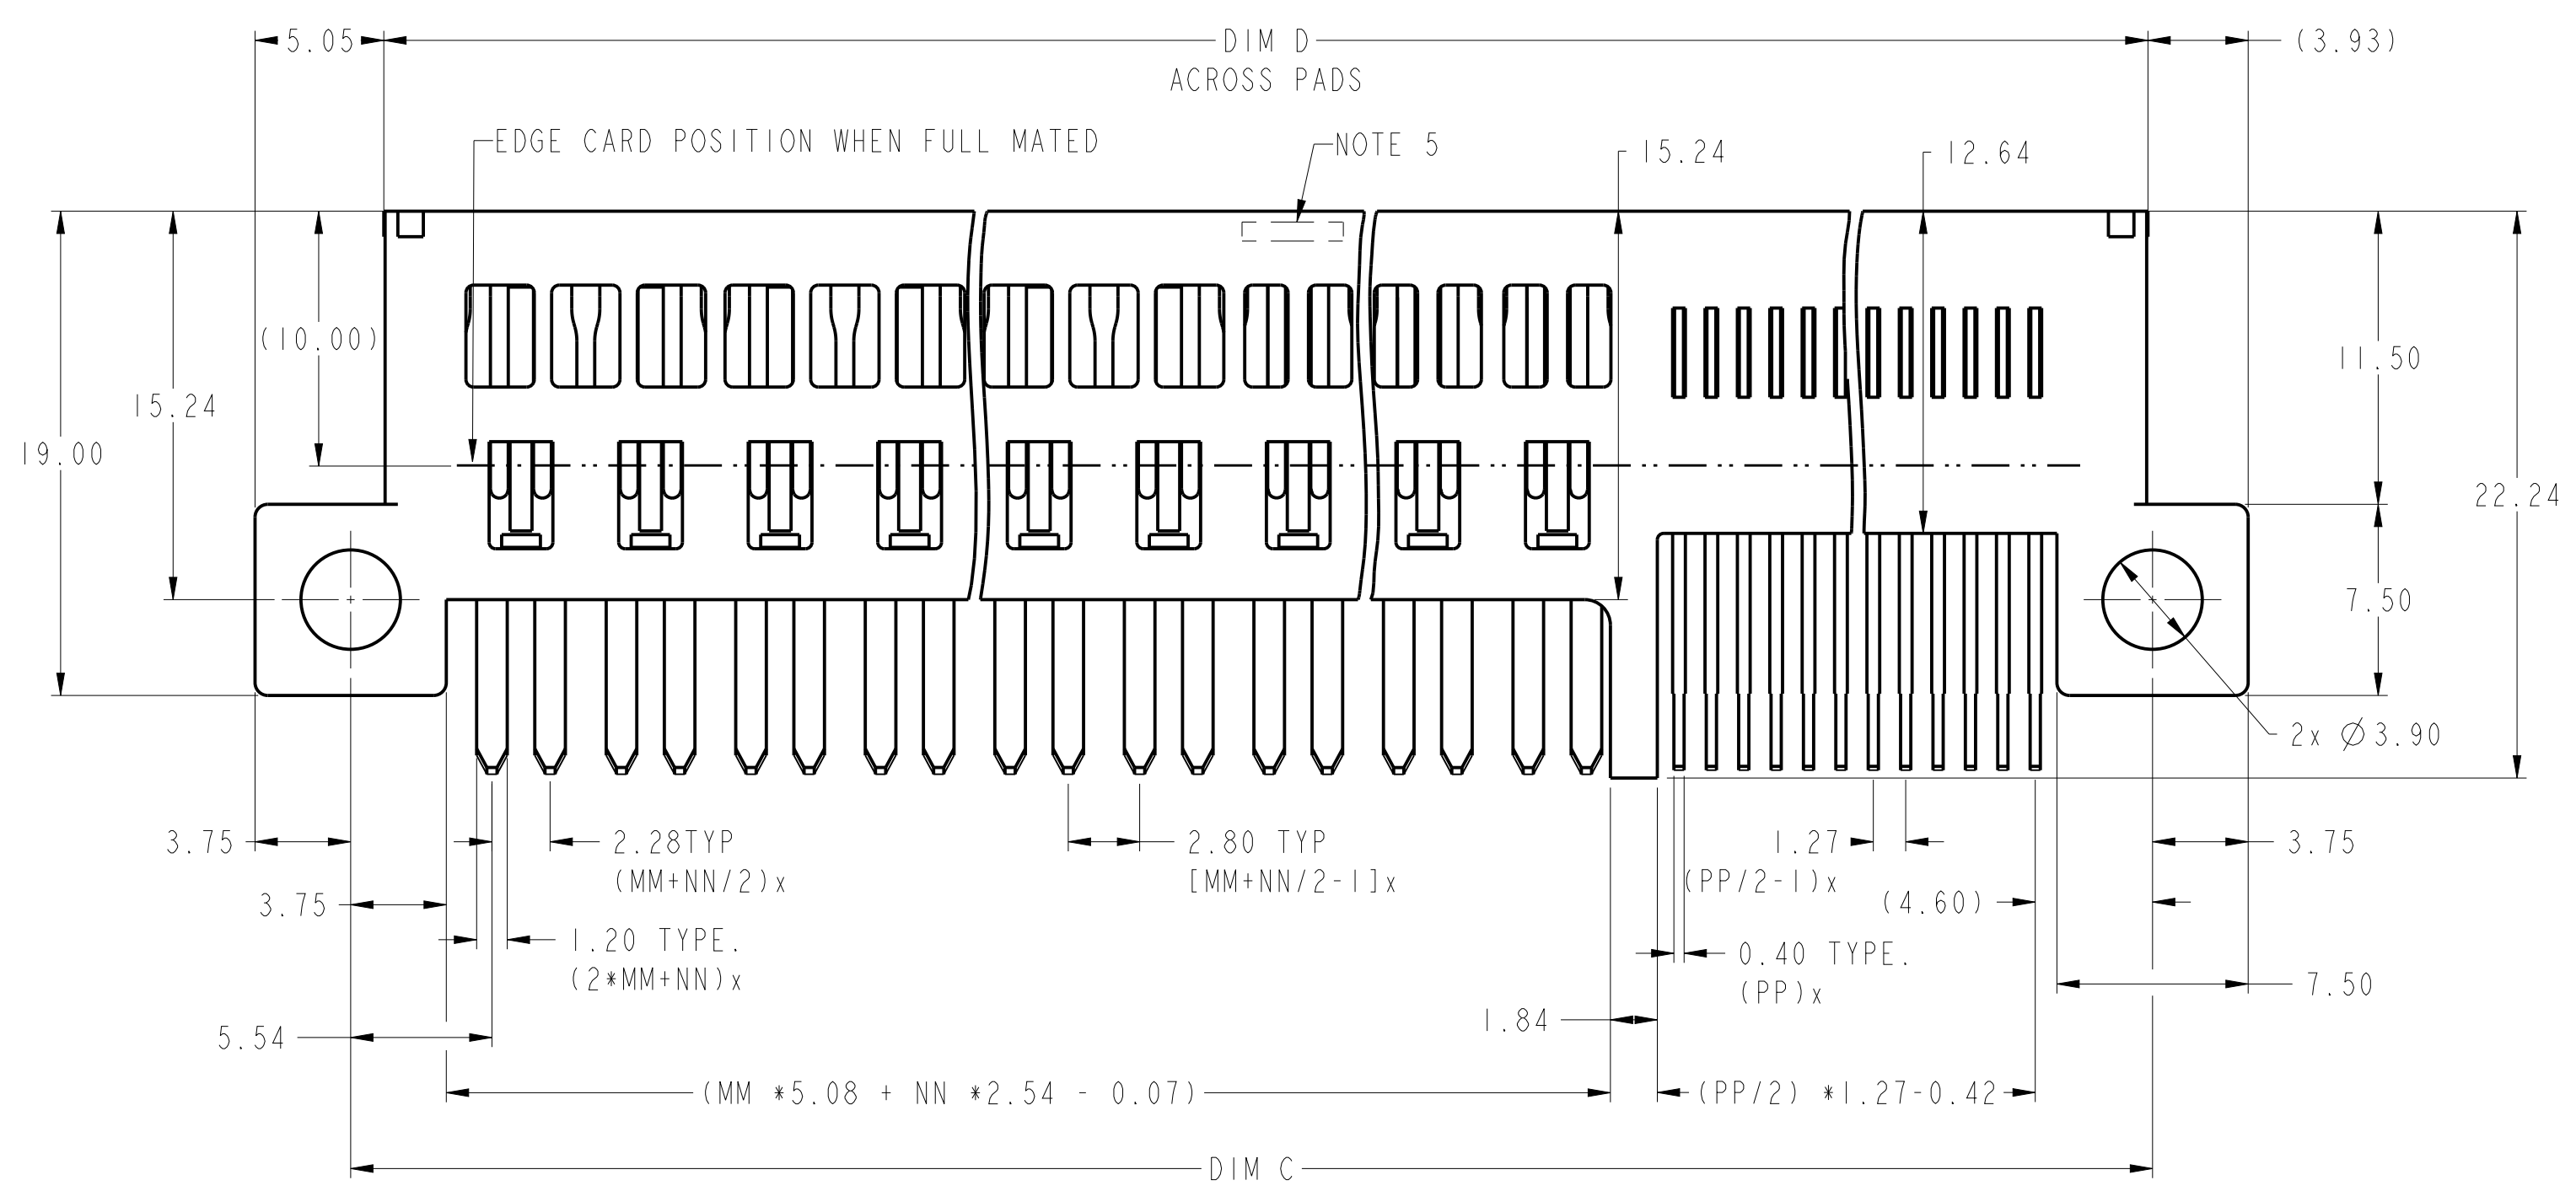 5.05
DIM D
ACROSS PADS
(3.93)
EDGE CARD POSITION WHEN FULL MATED
NOTE 5
15.24
12.64
(10.00)
15.24
19.00
11.50
22.24
7.50
2x Ø3.90
3.75
2.28TYP
(MM+NN/2)x
2.80 TYP
[MM+NN/2-1]x
1.27
(PP/2-1)x
3.75
3.75
(4.60)
1.20 TYPE.
(2*MM+NN)x
0.40 TYPE.
(PP)x
7.50
5.54
1.84
(MM *5.08 + NN *2.54 - 0.07)
(PP/2) *1.27-0.42
DIM C